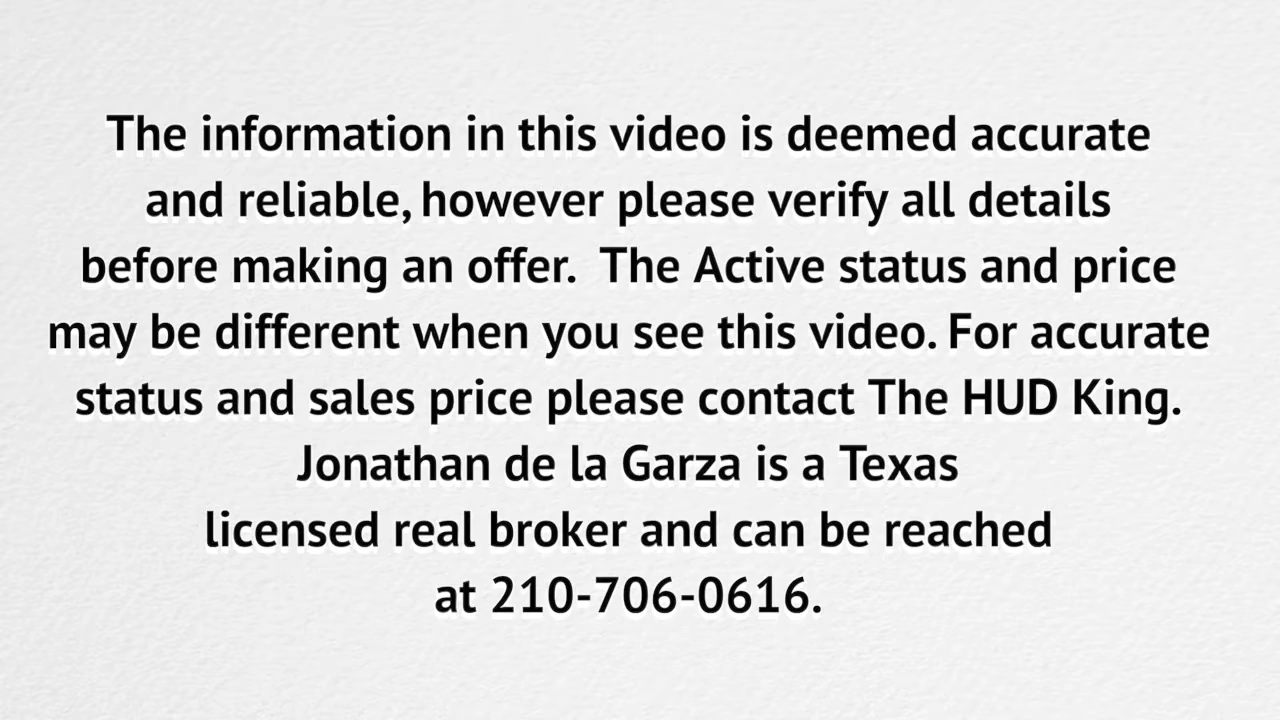 The information in this video is deemed accurate
and reliable, however please verify all details
before making an offer.  The Active status and price
may be different when you see this video. For accurate
status and sales price please contact The HUD King.
Jonathan de la Garza is a Texas
licensed real broker and can be reached
at 210-706-0616.